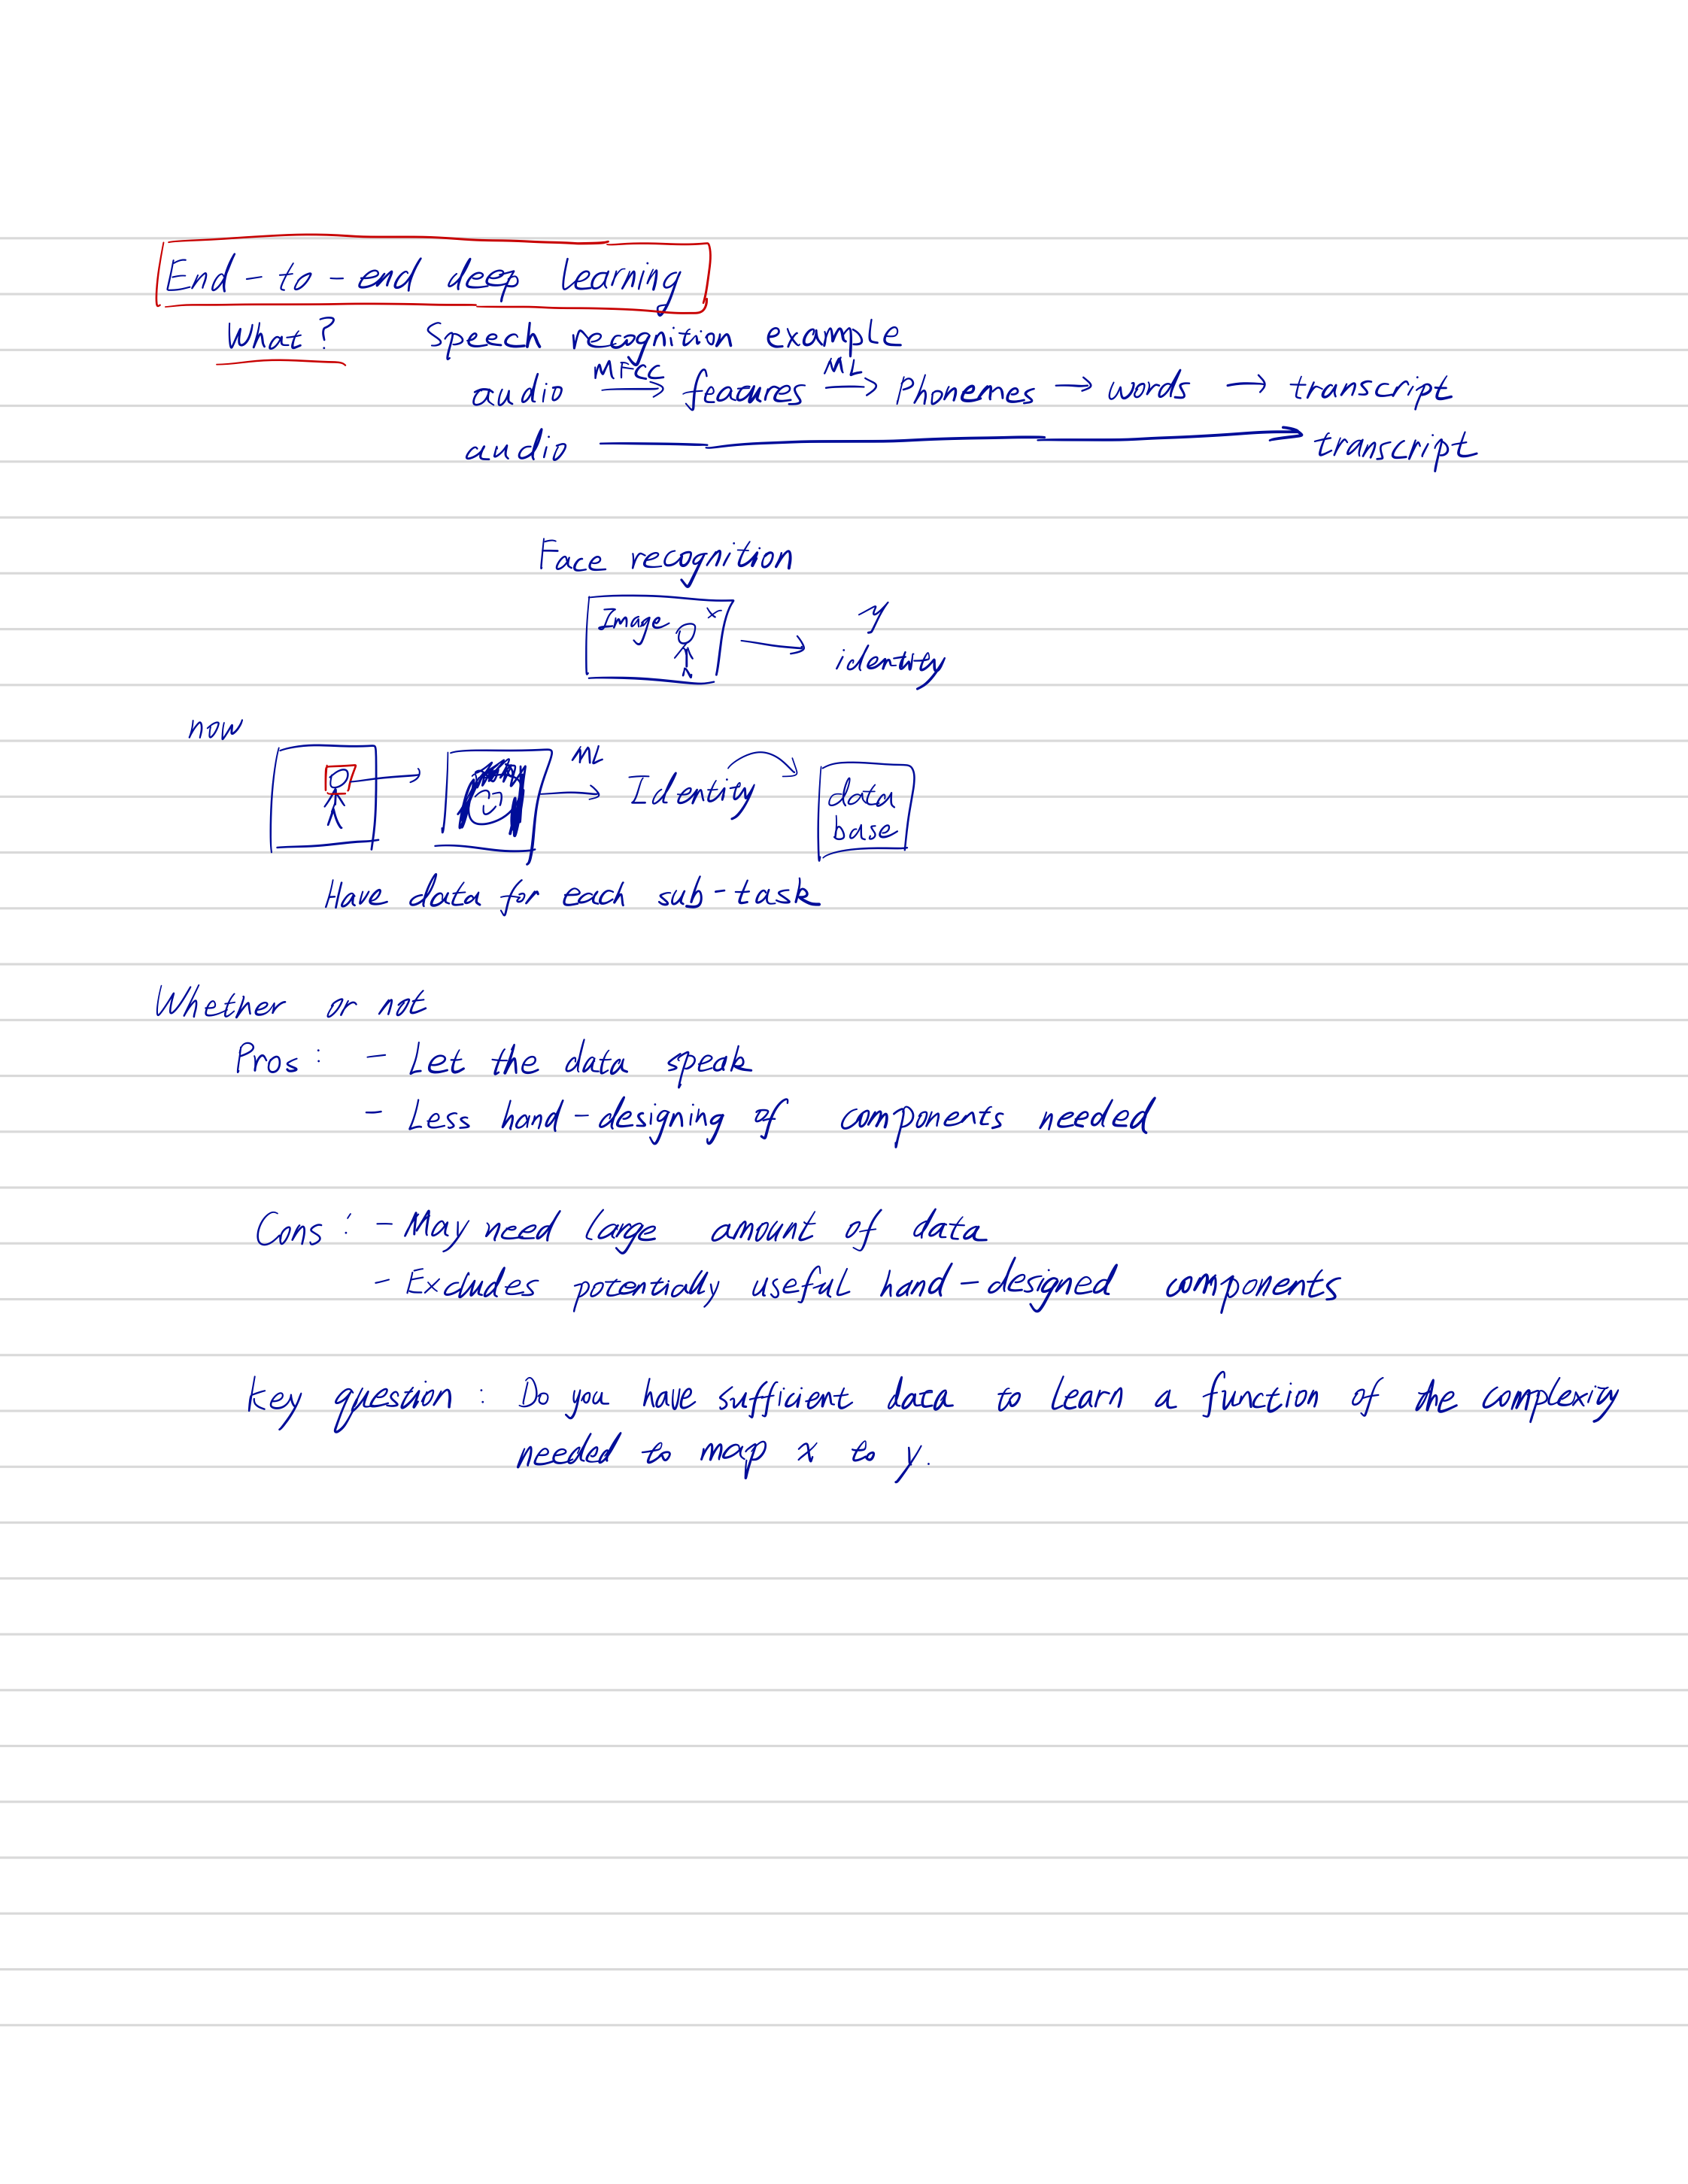 End-to-end deep learning
What? Speech recognition example
audio MFCC → features ML → Phonemes → words → transcript
audio → transcript
Face recognition
Image x → y
identity
now
ML
→ → Identity data
base
Have data for each sub-task
Whether or not
Pros: - Let the data speak
- Less hand-designing of components needed
Cons: - May need large amount of data
- Excludes potentially useful hand-designed components
key question: Do you have sufficient data to learn a function of the complexity
needed to map x to y.